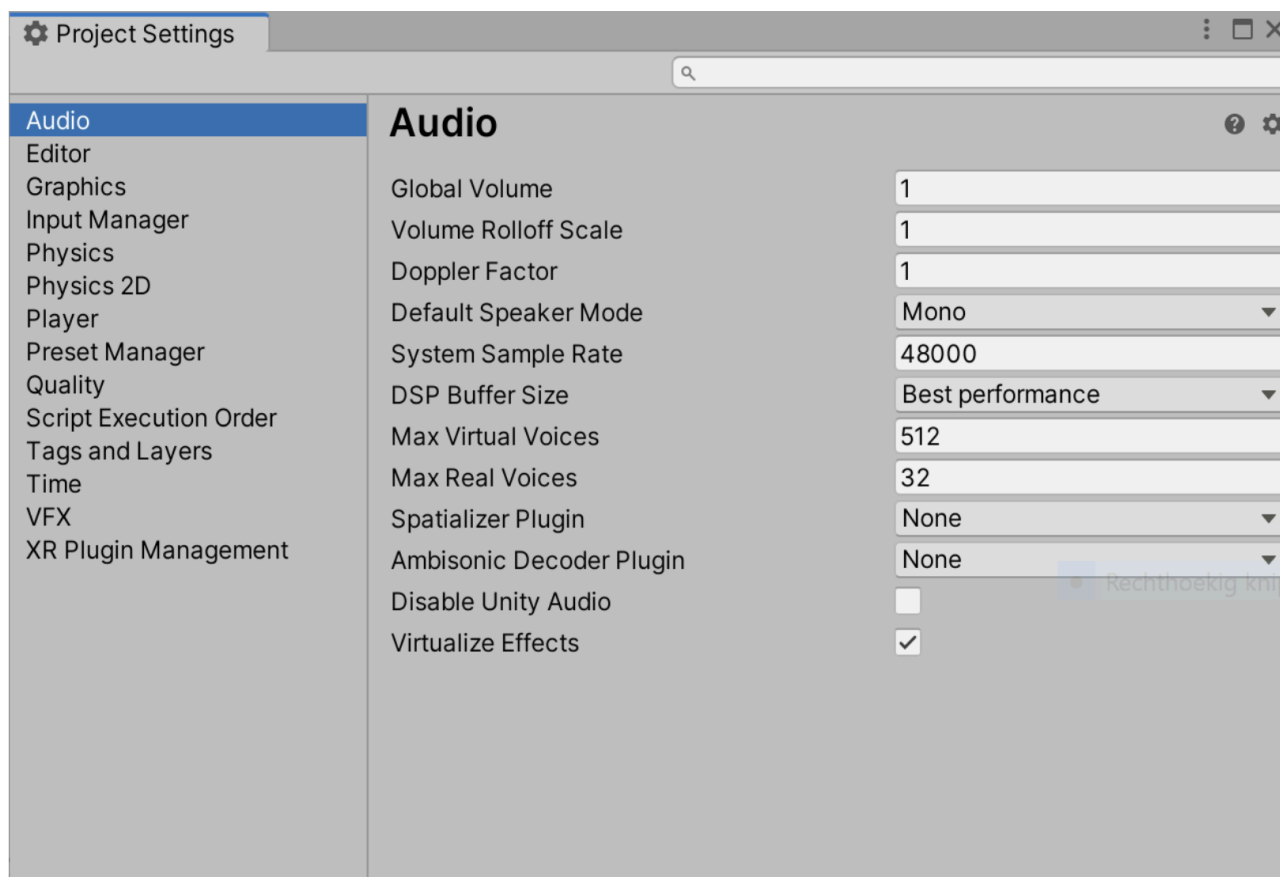 Project Settings
Audio
Editor
Graphics
Input Manager
Physics
Physics 2D
Player
Preset Manager
Quality
Script Execution Order
Tags and Layers
Time
VFX
XR Plugin Management
Audio
Global Volume 1
Volume Rolloff Scale 1
Doppler Factor 1
Default Speaker Mode Mono
System Sample Rate 48000
DSP Buffer Size Best performance
Max Virtual Voices 512
Max Real Voices 32
Spatializer Plugin None
Ambisonic Decoder Plugin None
Rechthoekig
Disable Unity Audio
Virtualize Effects